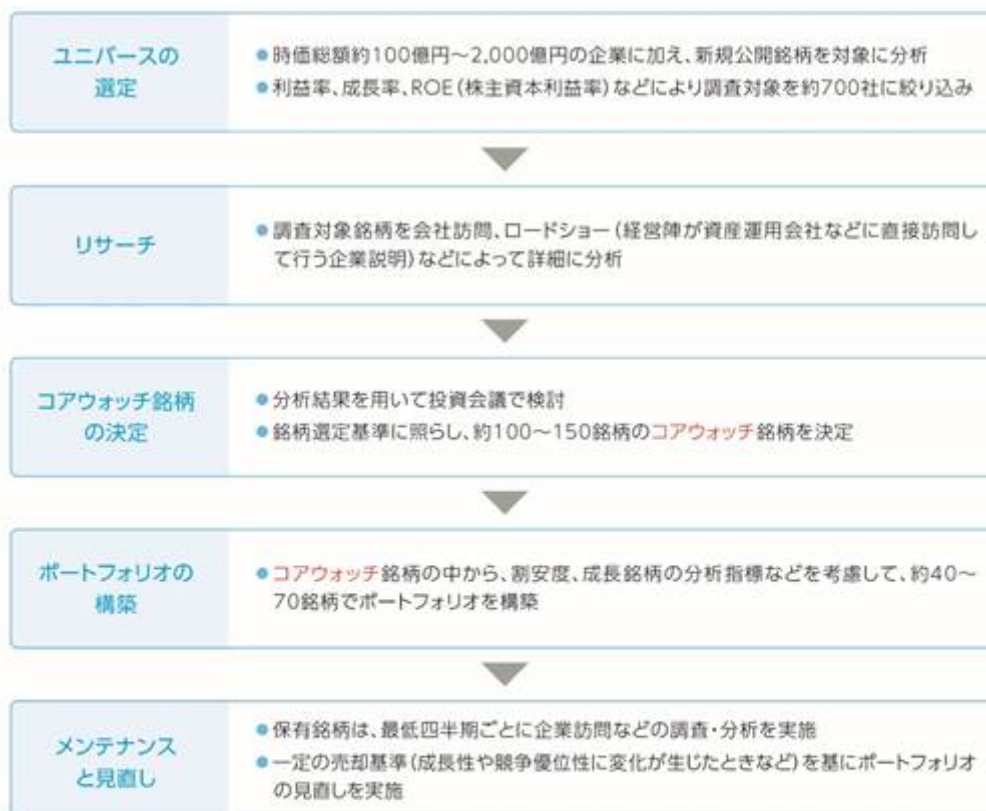 ユニバースの
選定
●時価総額約100億円～2,000億円の企業に加え、新規公開銘柄を対象に分析
●利益率、成長率、ROE（株主資本利益率）などにより調査対象を約700社に絞り込み
リサーチ
●調査対象銘柄を会社訪問、ロードショー（経営陣が資産運用会社などに直接訪問し
て行う企業説明）などによって詳細に分析
コアウォッチ銘柄
の決定
●分析結果を用いて投資会議で検討
●銘柄選定基準に照らし、約100～150銘柄のコアウォッチ銘柄を決定
ポートフォリオの
構築
●コアウォッチ銘柄の中から、割安度、成長銘柄の分析指標などを考慮して、約40～
70銘柄でポートフォリオを構築
メンテナンス
と見直し
●保有銘柄は、最低四半期ごとに企業訪問などの調査・分析を実施
●一定の売却基準（成長性や競争優位性に変化が生じたときなど）を基にポートフォリオ
の見直しを実施